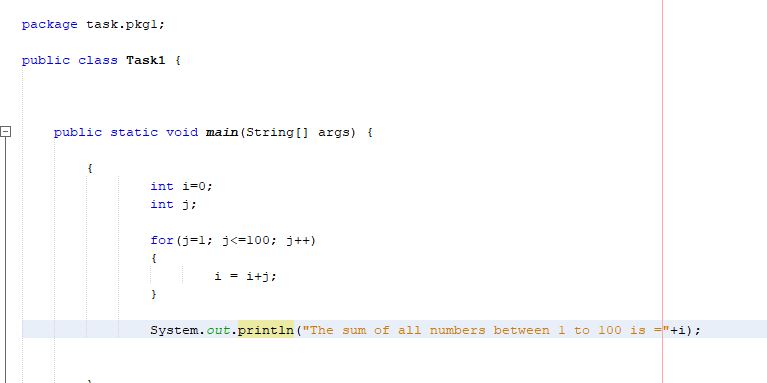 package task.pkg1;
public class Task1 {
public static void main(String[] args) {
{
int i=0;
int j;
for(j=1; j<=100; j++)
{
i = i+j;
}
System.out.println("The sum of all numbers between 1 to 100 is ="+i);